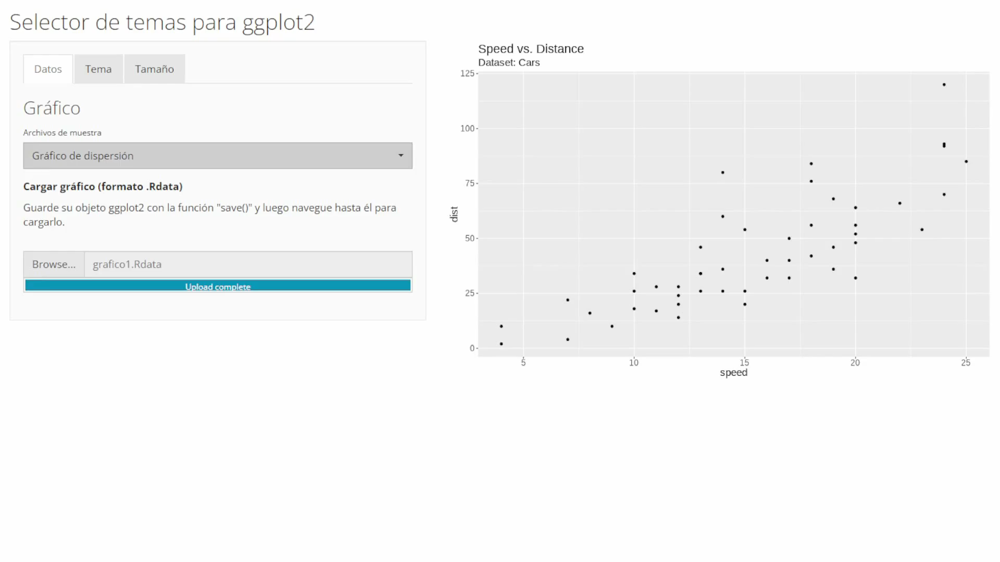 Selector de temas para ggplot2
Datos
Tema
Tamaño
Gráfico
Archivos de muestra
Gráfico de dispersión
Cargar gráfico (formato .Rdata)
Guarde su objeto ggplot2 con la función "save()" y luego navegue hasta él para
cargarlo.
Browse...
grafico1.Rdata
Upload complete
Speed vs. Distance
Dataset: Cars
125
100
75
50
25
0
dist
5
10
15
20
25
speed